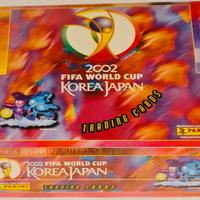 2002
FIFA WORLD CUP
KOREA JAPAN
TRADING CARDS
PANINI
2002
FIFA WORLD CUP
KOREA JAPAN
PANINI
TRADING CARDS